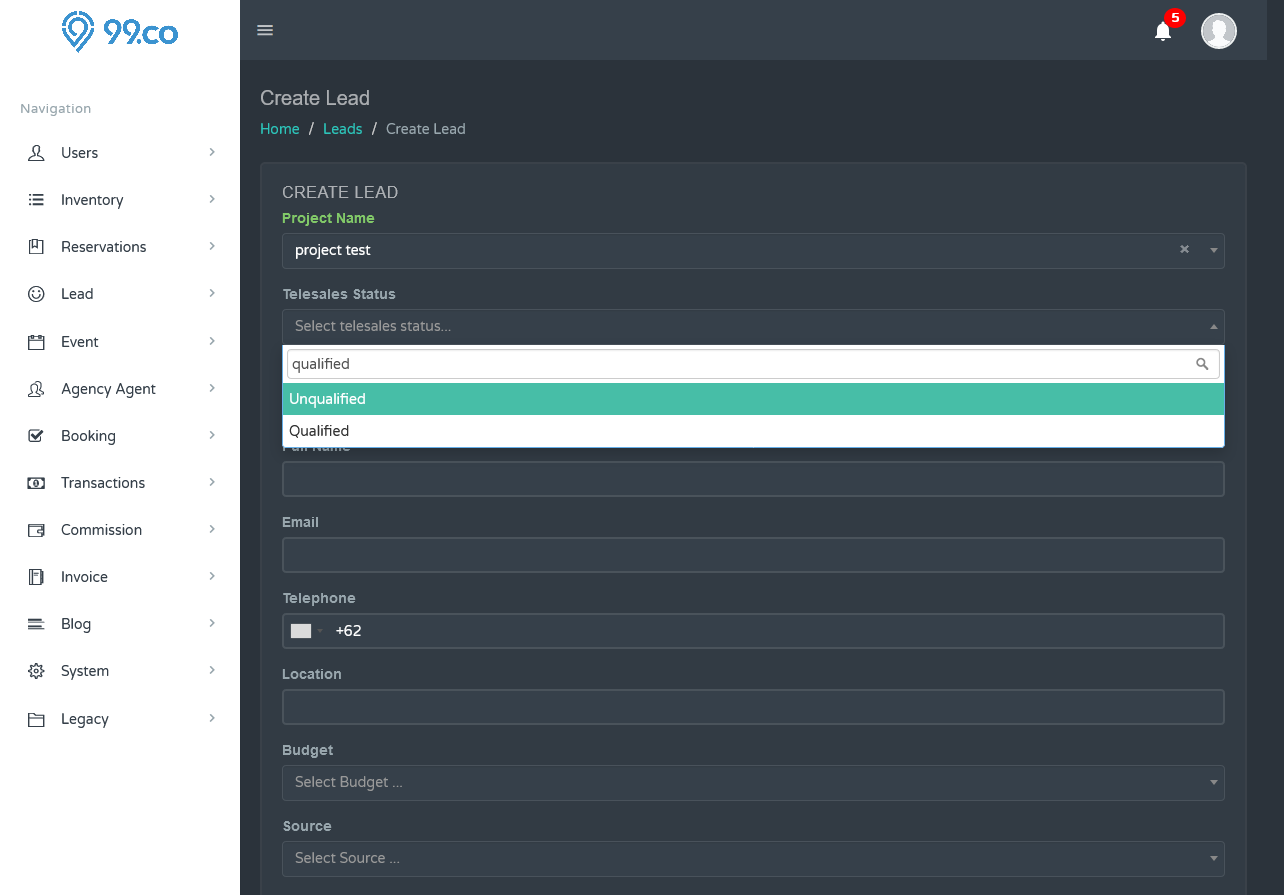 99.co
5
Navigation
Users
Inventory
Reservations
Lead
Event
Agency Agent
Booking
Transactions
Commission
Invoice
Blog
System
Legacy
Create Lead
Home / Leads / Create Lead
CREATE LEAD
Project Name
project test ×
Telesales Status
Select telesales status...
qualified
Unqualified
Qualified
Full Name
Email
Telephone
+62
Location
Budget
Select Budget ...
Source
Select Source ...